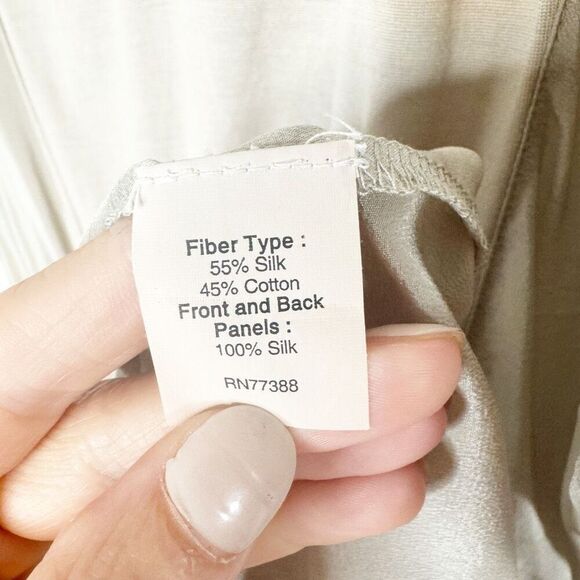 Fiber Type :
55% Silk
45% Cotton
Front and Back
Panels :
100% Silk
RN77388